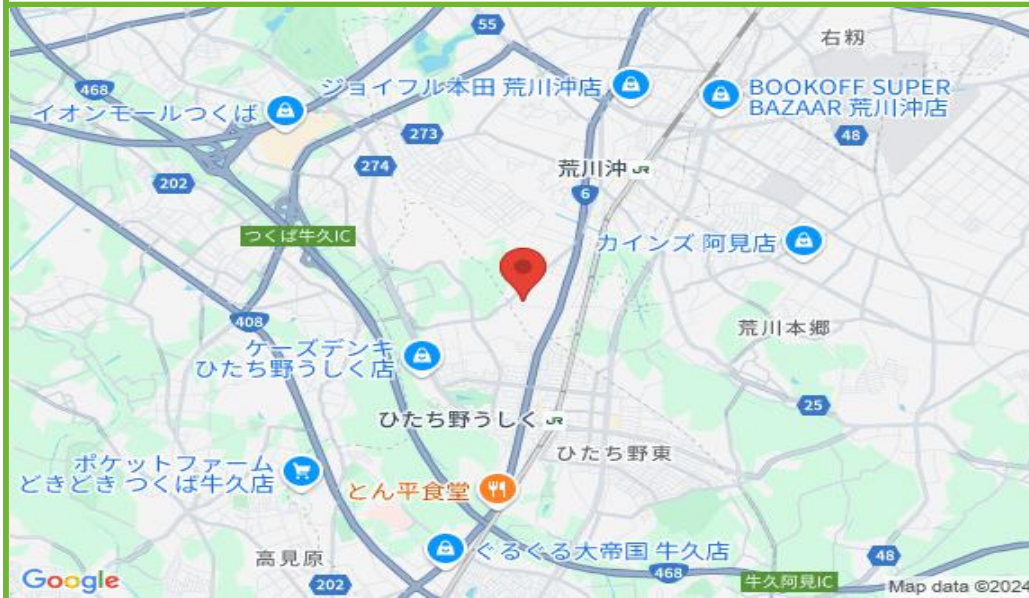 55
右籾
ジョイフル本田 荒川沖店
BOOKOFF SUPER
BAZAAR 荒川沖店
468
イオンモールつくば
273
48
274
荒川沖 JR
202
6
つくば牛久IC
カインズ 阿見店
408
荒川本郷
ケーズデンキ
ひたち野うしく店
25
ひたち野うしく JR
ひたち野東
ポケットファーム
どきどき つくば牛久店
とん平食堂
高見原
ぐるぐる大帝国 牛久店
48
468
202
牛久阿見IC
Google
Map data ©2024